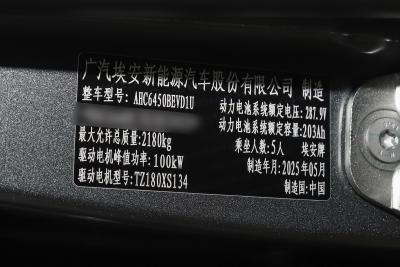 广汽埃安新能源汽车股份有限公司 制造
整车型号: AHC6450BEVD1U
动力电池系统额定电压: 287.9V
动力电池系统额定容量: 203Ah
最大允许总质量: 2180kg
乘坐人数: 5人 埃安牌
驱动电机峰值功率: 100kW
制造年月: 2025年05月
驱动电机型号: TZ180XS134
制造国: 中国